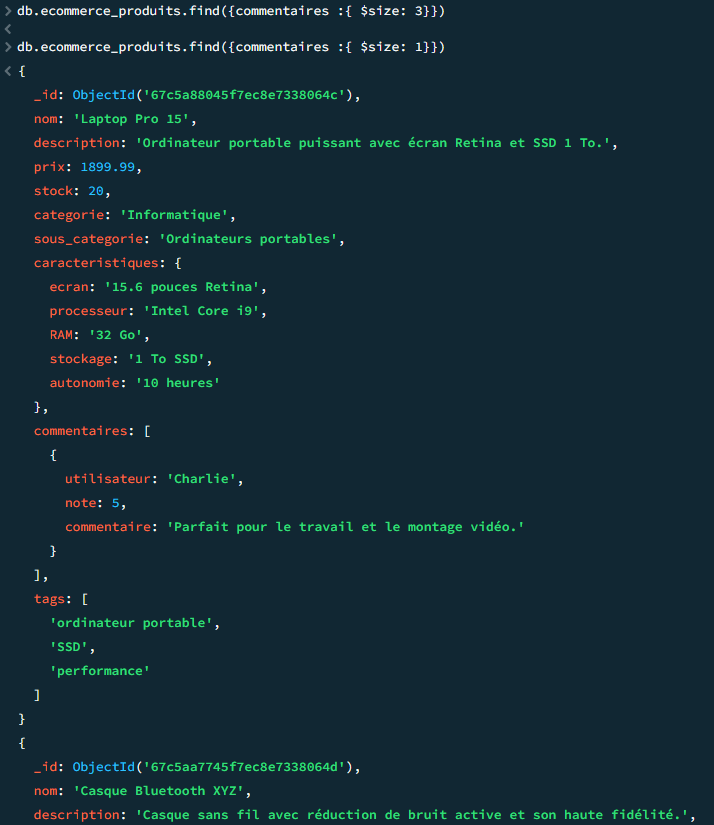 > db.ecommerce_produits.find({commentaires :{ $size: 3}})
<
> db.ecommerce_produits.find({commentaires :{ $size: 1}})
< {
    _id: ObjectId('67c5a88045f7ec8e7338064c'),
    nom: 'Laptop Pro 15',
    description: 'Ordinateur portable puissant avec écran Retina et SSD 1 To.',
    prix: 1899.99,
    stock: 20,
    categorie: 'Informatique',
    sous_categorie: 'Ordinateurs portables',
    caracteristiques: {
      ecran: '15.6 pouces Retina',
      processeur: 'Intel Core i9',
      RAM: '32 Go',
      stockage: '1 To SSD',
      autonomie: '10 heures'
    },
    commentaires: [
      {
        utilisateur: 'Charlie',
        note: 5,
        commentaire: 'Parfait pour le travail et le montage vidéo.'
      }
    ],
    tags: [
      'ordinateur portable',
      'SSD',
      'performance'
    ]
  }
  {
    _id: ObjectId('67c5aa7745f7ec8e7338064d'),
    nom: 'Casque Bluetooth XYZ',
    description: 'Casque sans fil avec réduction de bruit active et son haute fidélité.',